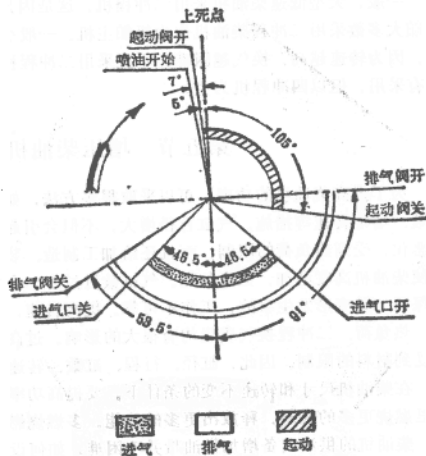 上死点
起动阀开
喷油开始
7°
5°
105°
排气阀开
起动阀关
排气阀关
进气口关
46.5°
46.5°
进气口开
53.5°
91°
进气
排气
起动